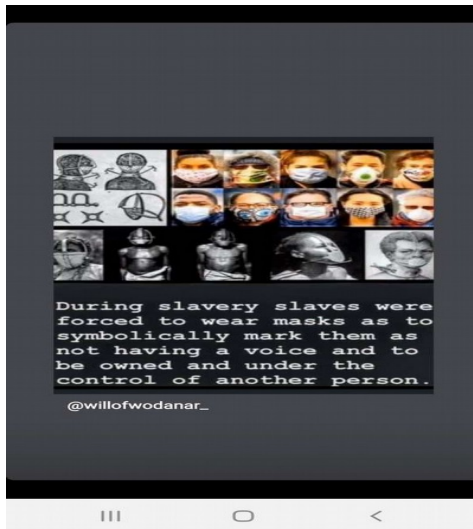 During slavery slaves were
forced to wear masks as to
symbolically mark them as
not having a voice and to
be owned and under the
control of another person.
@willofwodanar_